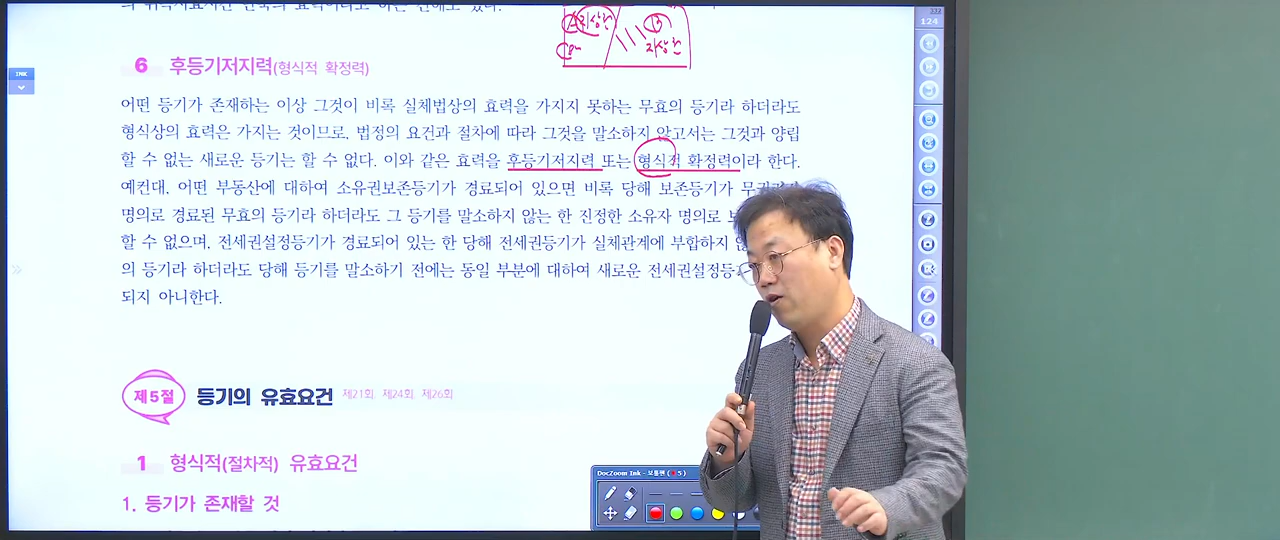 332
124
6 후등기저지력(형식적 확정력)
INK
어떤 등기가 존재하는 이상 그것이 비록 실체법상의 효력을 가지지 못하는 무효의 등기라 하더라도
형식상의 효력은 가지는 것이므로, 법정의 요건과 절차에 따라 그것을 말소하지 않고서는 그것과 양립
할 수 없는 새로운 등기는 할 수 없다. 이와 같은 효력을 후등기저지력 또는 형식적 확정력이라 한다.
예컨대, 어떤 부동산에 대하여 소유권보존등기가 경료되어 있으면 비록 당해 보존등기가
명의로 경료된 무효의 등기라 하더라도 그 등기를 말소하지 않는 한 진정한 소유자 명의로
할 수 없으며, 전세권설정등기가 경료되어 있는 한 당해 전세권등기가 실체관계에 부합하지
의 등기라 하더라도 당해 등기를 말소하기 전에는 동일 부분에 대하여 새로운
되지 아니한다.
제5절 등기의 유효요건 제21회, 제24회, 제26회
1 형식적(절차적) 유효요건
1. 등기가 존재할 것
DocZoom Ink - 보통펜 ( 5 )